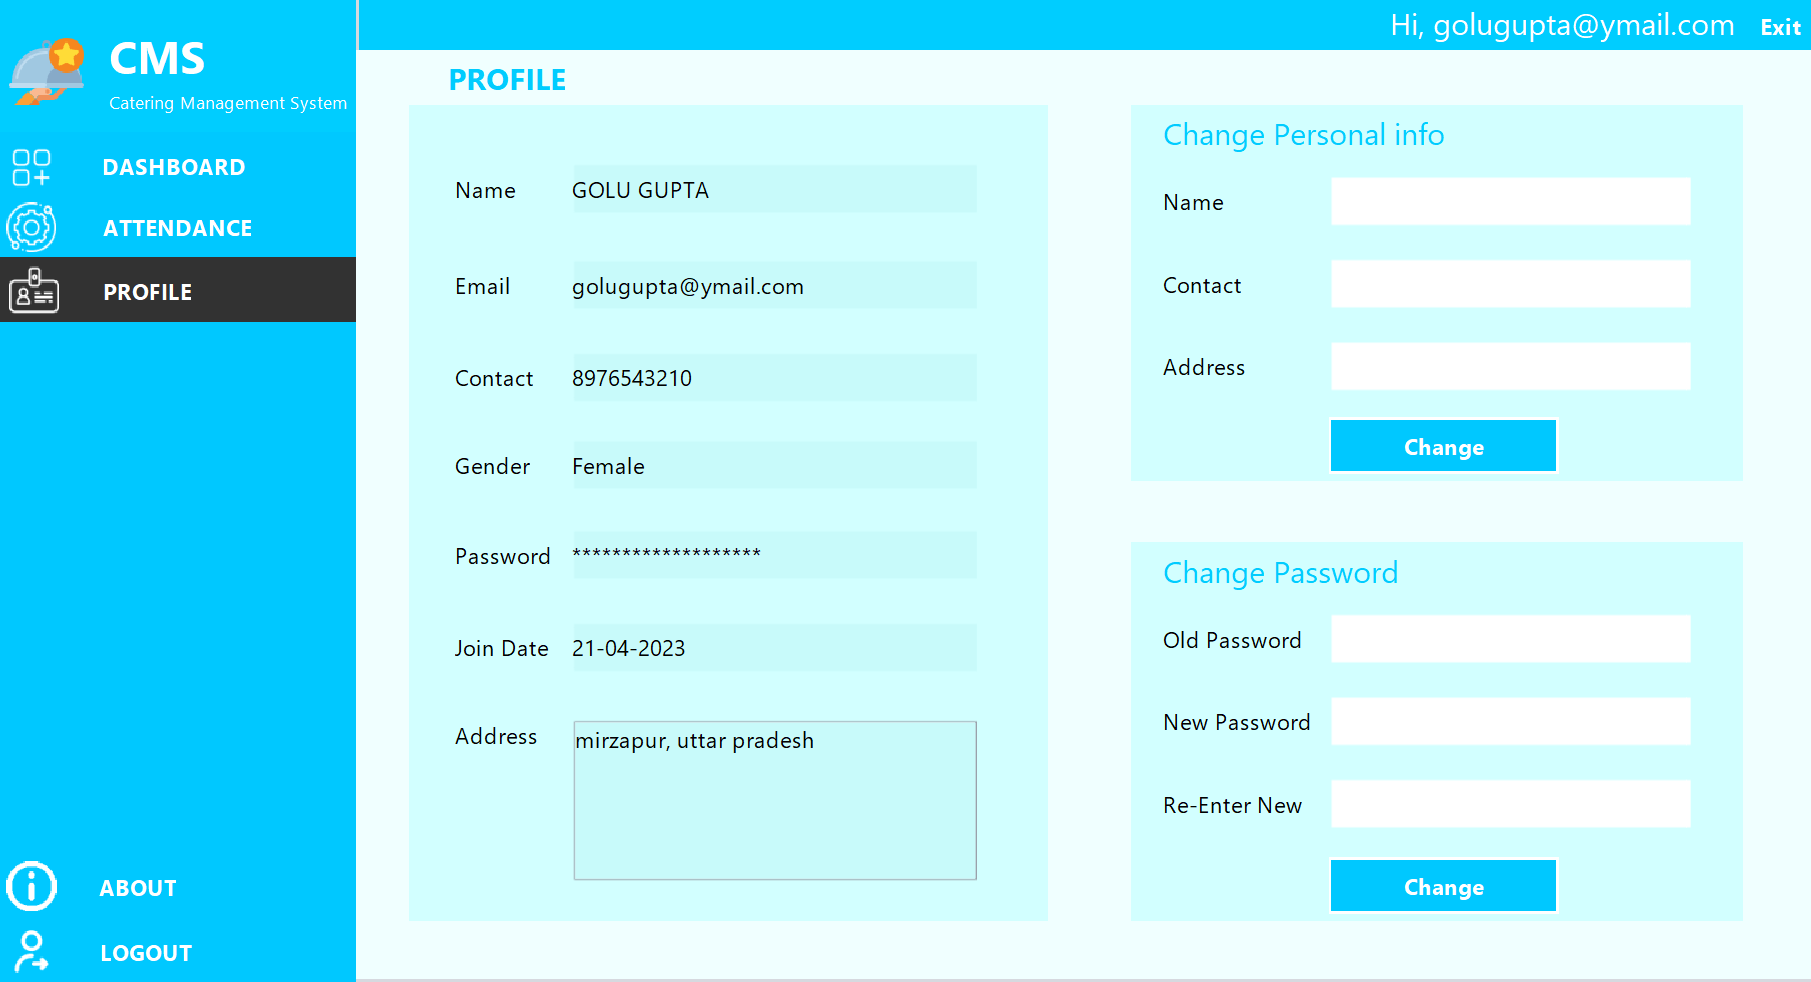 CMS
Catering Management System
DASHBOARD
ATTENDANCE
PROFILE
ABOUT
LOGOUT
Hi, golugupta@ymail.com Exit
PROFILE
Name GOLU GUPTA
Email golugupta@ymail.com
Contact 8976543210
Gender Female
Password *******************
Join Date 21-04-2023
Address mirzapur, uttar pradesh
Change Personal info
Name
Contact
Address
Change
Change Password
Old Password
New Password
Re-Enter New
Change